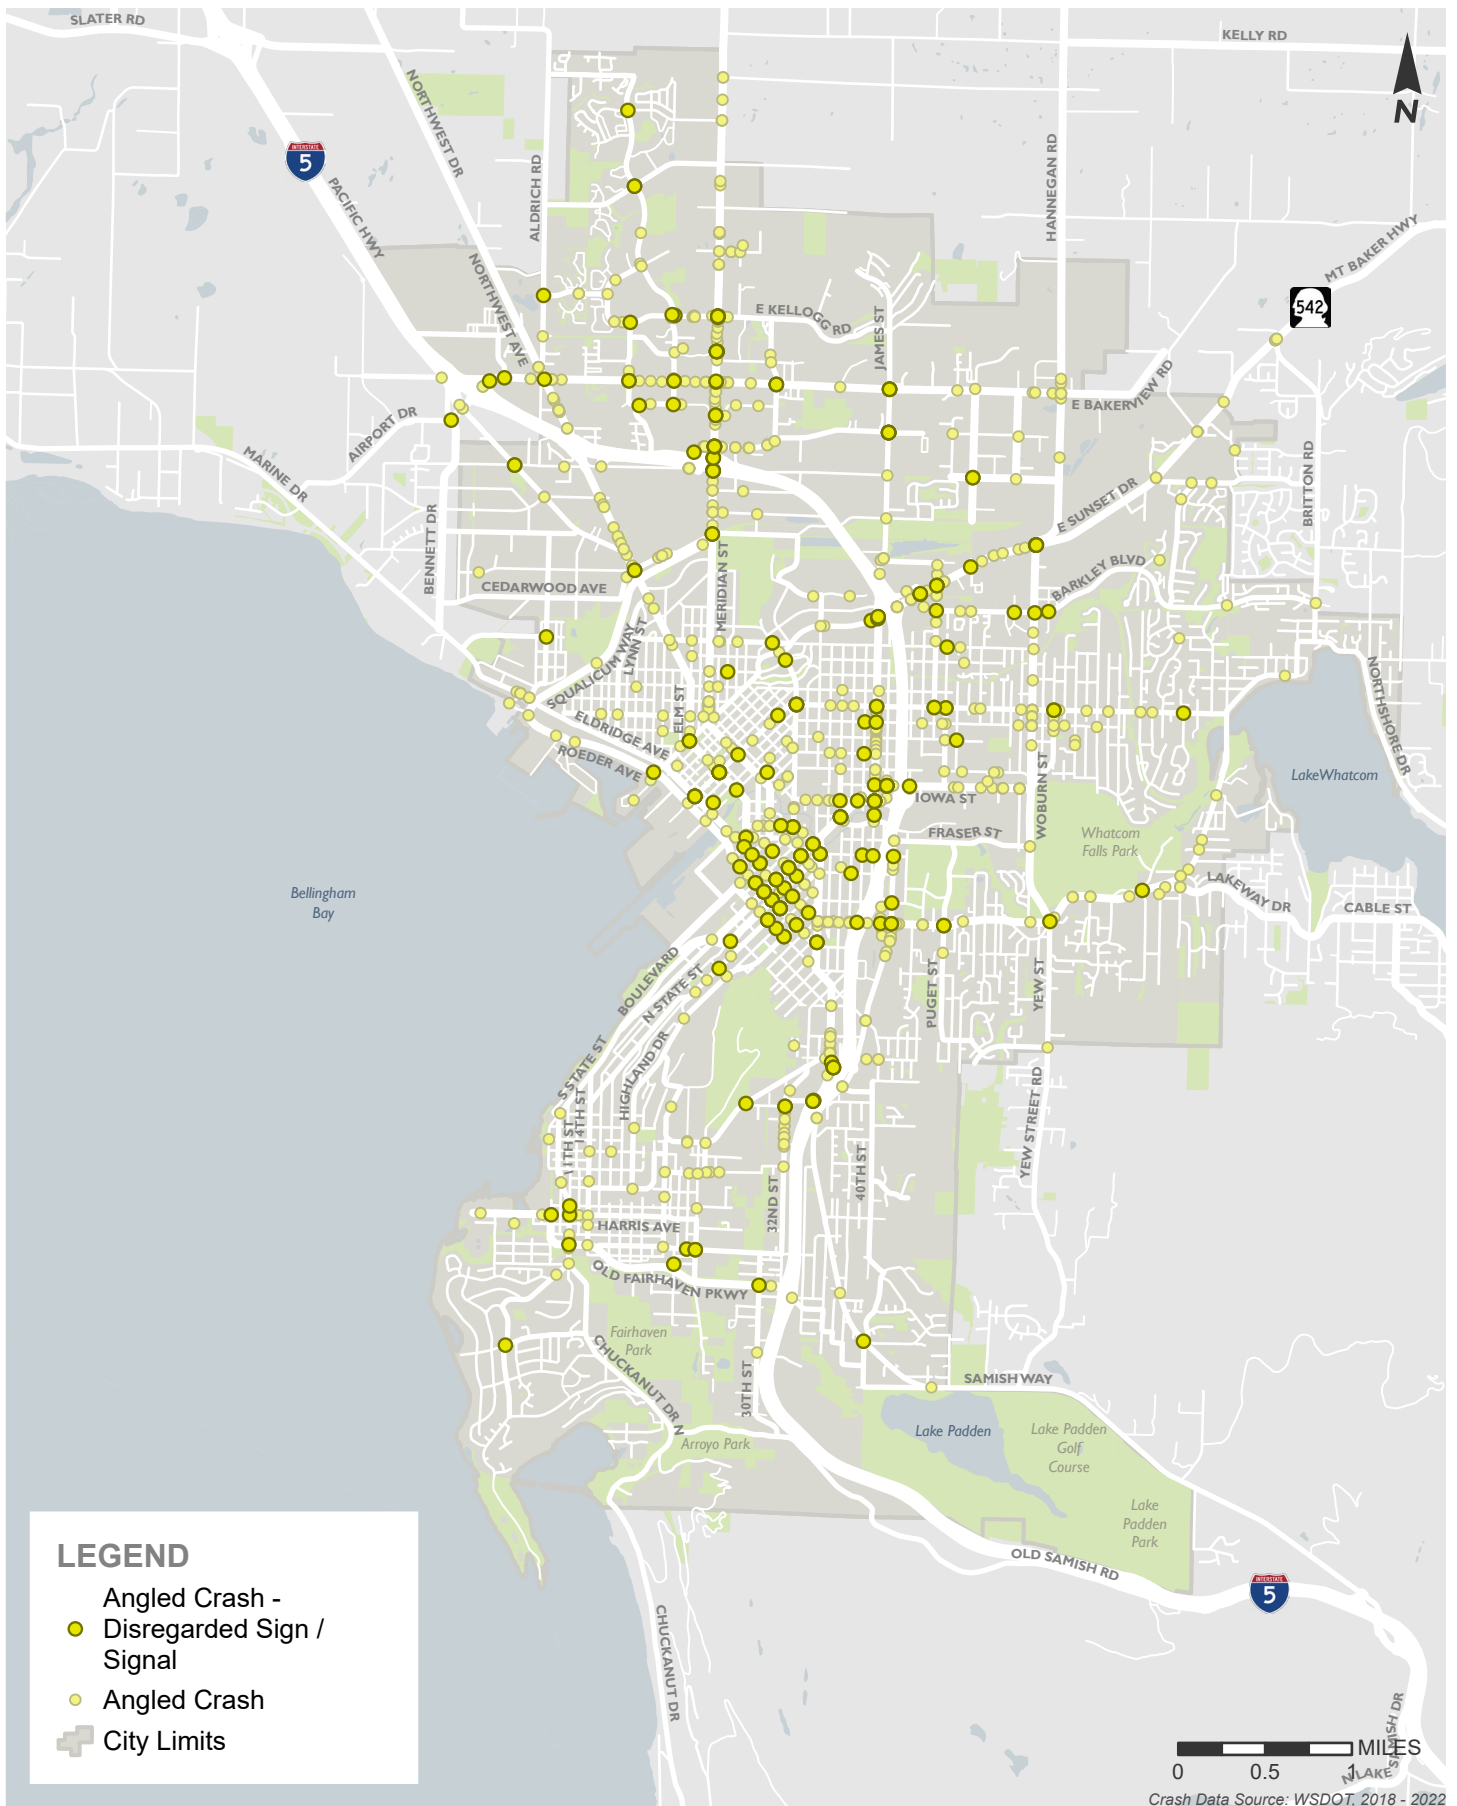 SLATER RD
KELLY RD
N
NORTHWEST DR
ALDRICH RD
HANNEGAN RD
INTERSTATE
5
PACIFIC HWY
MT BAKER HWY
542
NORTHWEST AVE
E KELLOGG RD
JAMES ST
E BAKERVIEW RD
AIRPORT DR
MARINE DR
BENNETT DR
BRITTON RD
E SUNSET DR
MERIDIAN ST
BARKLEY BLVD
CEDARWOOD AVE
SQUALICUM WAY
LYNN ST
ELM ST
NORTHSHORE DR
ELDRIDGE AVE
ROEDER AVE
WOBURN ST
LakeWhatcom
IOWA ST
FRASER ST
Whatcom
Falls Park
LAKEWAY DR
CABLE ST
Bellingham
Bay
BOULEVARD
N STATE ST
PUGET ST
YEW ST
S STATE ST
HIGHLAND DR
14TH ST
11TH ST
YEW STREET RD
40TH ST
32ND ST
HARRIS AVE
OLD FAIRHAVEN PKWY
Fairhaven
Park
CHUCKANUT DR N
30TH ST
SAMISH WAY
Lake Padden
Lake Padden
Golf
Course
Arroyo Park
Lake
Padden
Park
OLD SAMISH RD
INTERSTATE
5
CHUCKANUT DR
LEGEND
Angled Crash -
Disregarded Sign /
Signal
Angled Crash
City Limits
MILES
0 0.5 1
N LAKE SAMISH DR
Crash Data Source: WSDOT, 2018 - 2022